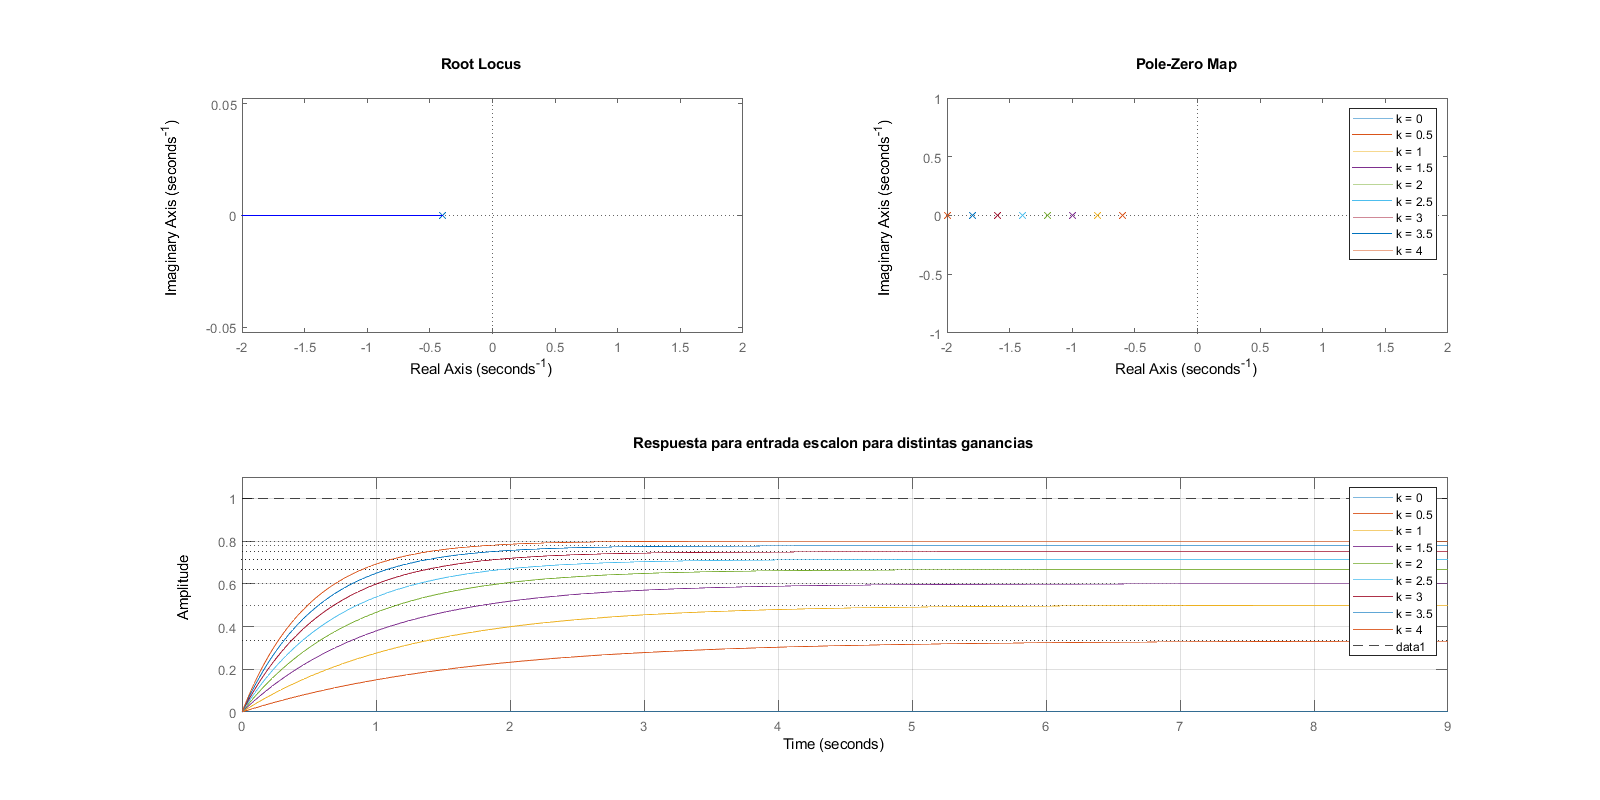 Root Locus
0.05
0
-0.05
-2 -1.5 -1 -0.5 0 0.5 1 1.5 2
Real Axis (seconds-1)
Imaginary Axis (seconds-1)
Pole-Zero Map
1
0.5
0
-0.5
-1
-2 -1.5 -1 -0.5 0 0.5 1 1.5 2
Real Axis (seconds-1)
Imaginary Axis (seconds-1)
k = 0
k = 0.5
k = 1
k = 1.5
k = 2
k = 2.5
k = 3
k = 3.5
k = 4
Respuesta para entrada escalon para distintas ganancias
1
0.8
0.6
0.4
0.2
0
0 1 2 3 4 5 6 7 8 9
Time (seconds)
Amplitude
k = 0
k = 0.5
k = 1
k = 1.5
k = 2
k = 2.5
k = 3
k = 3.5
k = 4
data1